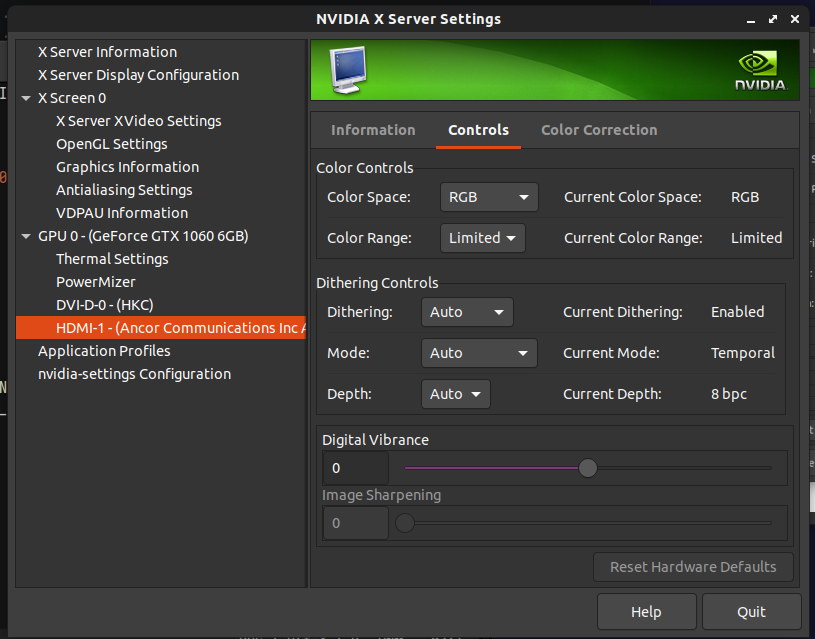 NVIDIA X Server Settings
X Server Information
X Server Display Configuration
X Screen 0
X Server XVideo Settings
OpenGL Settings
Graphics Information
Antialiasing Settings
VDPAU Information
GPU 0 - (GeForce GTX 1060 6GB)
Thermal Settings
PowerMizer
DVI-D-0 - (HKC)
HDMI-1 - (Ancor Communications Inc A
Application Profiles
nvidia-settings Configuration
NVIDIA
Information Controls Color Correction
Color Controls
Color Space: RGB Current Color Space: RGB
Color Range: Limited Current Color Range: Limited
Dithering Controls
Dithering: Auto Current Dithering: Enabled
Mode: Auto Current Mode: Temporal
Depth: Auto Current Depth: 8 bpc
Digital Vibrance
0
Image Sharpening
0
Reset Hardware Defaults
Help Quit